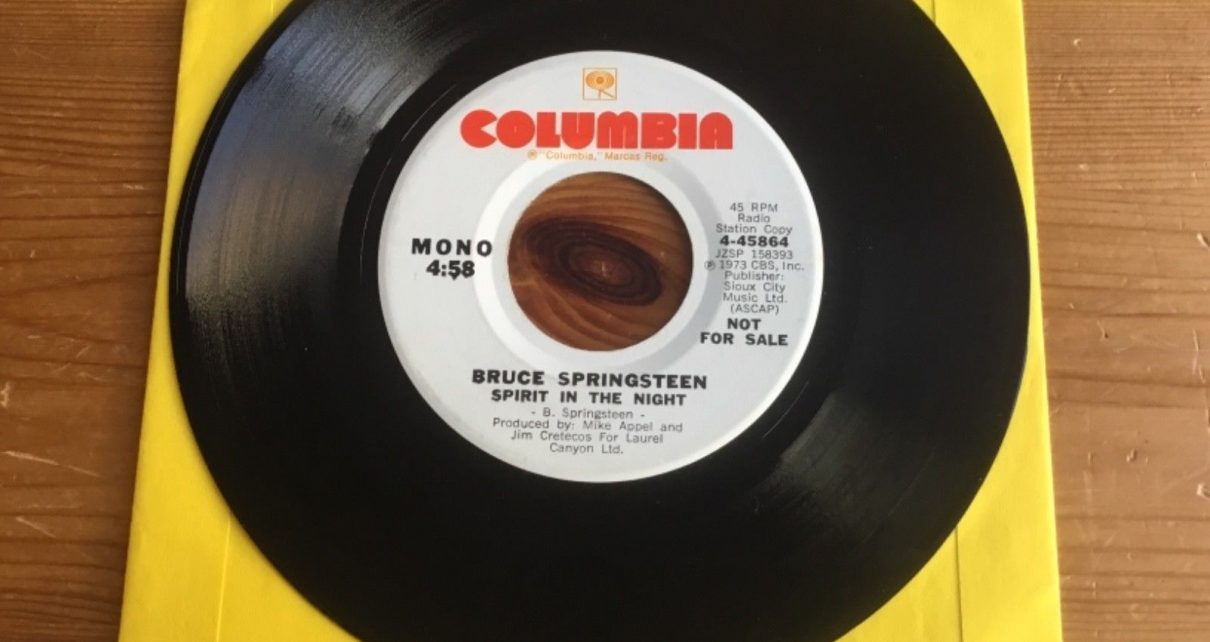 COLUMBIA
® "Columbia," Marcas Reg.
MONO
4:58
45 RPM
Radio
Station Copy
4-45864
JZSP 158393
℗ 1973 CBS, Inc.
Publisher:
Sioux City
Music Ltd.
(ASCAP)
NOT
FOR SALE
BRUCE SPRINGSTEEN
SPIRIT IN THE NIGHT
- B. Springsteen -
Produced by: Mike Appel and
Jim Cretecos For Laurel
Canyon Ltd.